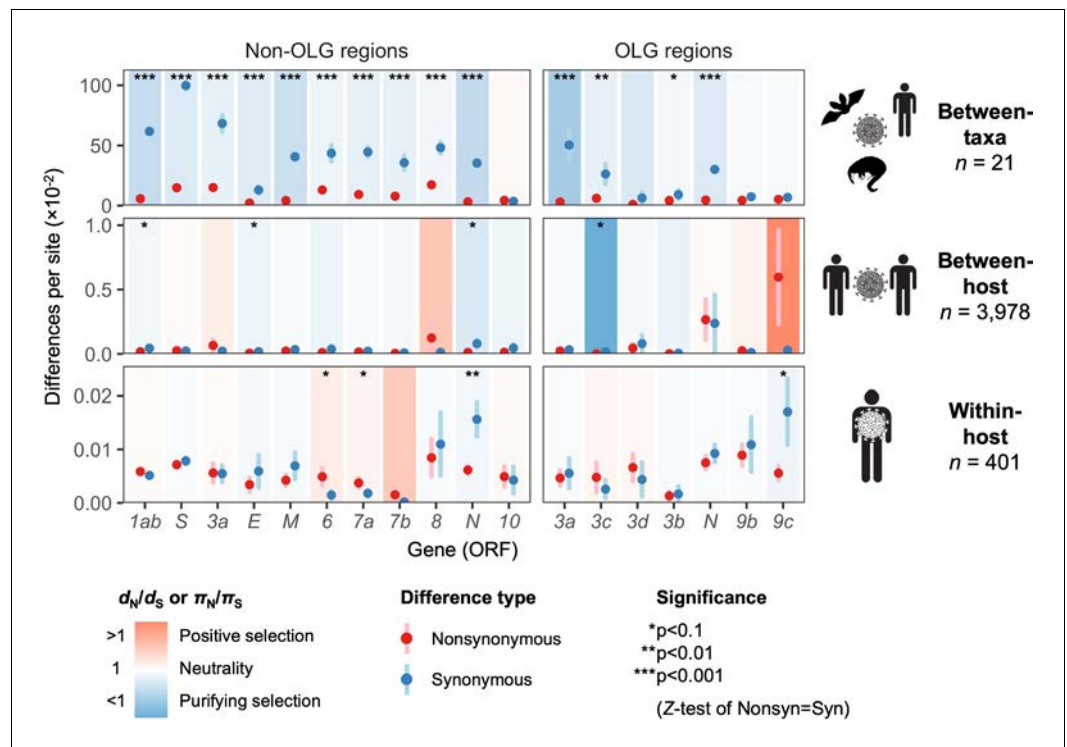 Non-OLG regions OLG regions
*** *** *** *** *** *** *** *** *** *** *** ** * ***
100
50
0
Between-
taxa
n = 21
Differences per site (×10-2)
* * * *
1.0
0.5
0.0
Between-
host
n = 3,978
* * ** *
0.02
0.01
0.00
Within-
host
n = 401
1ab S 3a E M 6 7a 7b 8 N 10 3a 3c 3d 3b N 9b 9c
Gene (ORF)
dN/dS or πN/πS
>1 Positive selection
1 Neutrality
<1 Purifying selection
Difference type
Nonsynonymous
Synonymous
Significance
*p<0.1
**p<0.01
***p<0.001
(Z-test of Nonsyn=Syn)